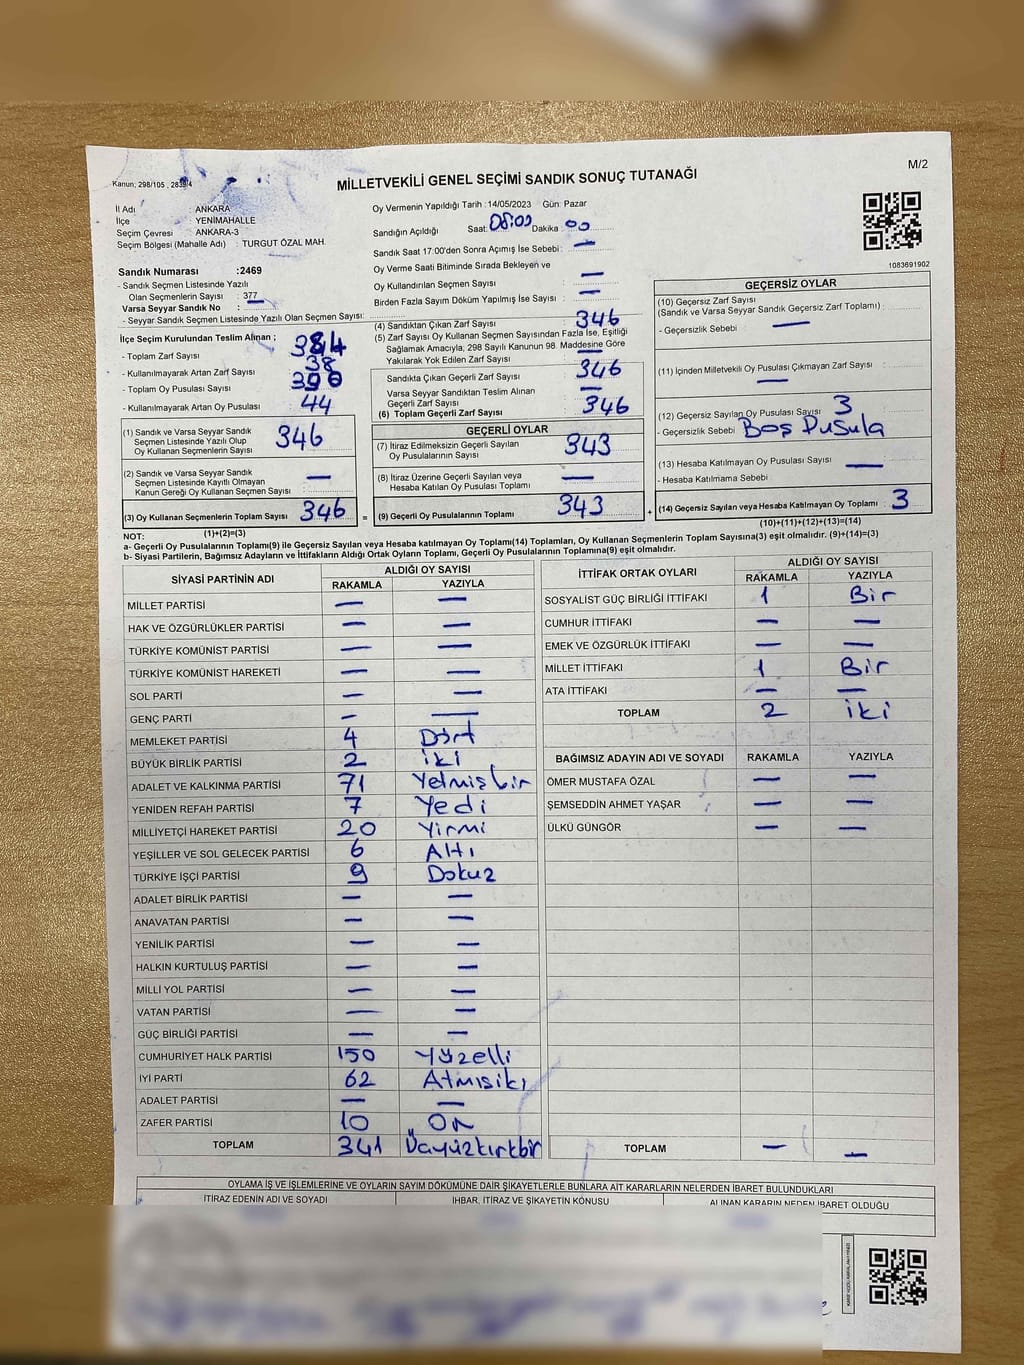 M/2
Kanun; 298/105 , 2839/4
MİLLETVEKİLİ GENEL SEÇİMİ SANDIK SONUÇ TUTANAĞI
İl Adı : ANKARA
İlçe : YENİMAHALLE
Seçim Çevresi : ANKARA-3
Seçim Bölgesi (Mahalle Adı) : TURGUT ÖZAL MAH.
Sandık Numarası :2469
- Sandık Seçmen Listesinde Yazılı
Olan Seçmenlerin Sayısı : 377
Varsa Seyyar Sandık No : —
- Seyyar Sandık Seçmen Listesinde Yazılı Olan Seçmen Sayısı:
Oy Vermenin Yapıldığı Tarih :14/05/2023 Gün: Pazar
Sandığın Açıldığı Saat: 08:00 Dakika : 00
Sandık Saat 17:00'den Sonra Açımış İse Sebebi : —
Oy Verme Saati Bitiminde Sırada Bekleyen ve
Oy Kullandırılan Seçmen Sayısı : —
Birden Fazla Sayım Döküm Yapılmış İse Sayısı : —
1083691902
İlçe Seçim Kurulundan Teslim Alınan ;
- Toplam Zarf Sayısı : 384
- Kullanılmayarak Artan Zarf Sayısı : 38
- Toplam Oy Pusulası Sayısı : 390
- Kullanılmayarak Artan Oy Pusulası : 44
(1) Sandık ve Varsa Seyyar Sandık
Seçmen Listesinde Yazılı Olup
Oy Kullanan Seçmenlerin Sayısı : 346
(2) Sandık ve Varsa Seyyar Sandık
Seçmen Listesinde Kayıtlı Olmayan
Kanun Gereği Oy Kullanan Seçmen Sayısı : —
(3) Oy Kullanan Seçmenlerin Toplam Sayısı : 346
(1)+(2)=(3)
(4) Sandıktan Çıkan Zarf Sayısı : 346
(5) Zarf Sayısı Oy Kullanan Seçmen Sayısından Fazla İse, Eşitliği
Sağlamak Amacıyla, 298 Sayılı Kanunun 98. Maddesine Göre
Yakılarak Yok Edilen Zarf Sayısı : —
Sandıkta Çıkan Geçerli Zarf Sayısı : 346
Varsa Seyyar Sandıktan Teslim Alınan
Geçerli Zarf Sayısı : —
(6) Toplam Geçerli Zarf Sayısı : 346
GEÇERLİ OYLAR
(7) İtiraz Edilmeksizin Geçerli Sayılan
Oy Pusulalarının Sayısı : 343
(8) İtiraz Üzerine Geçerli Sayılan veya
Hesaba Katılan Oy Pusulası Toplamı : —
= (9) Geçerli Oy Pusulalarının Toplamı : 343
GEÇERSİZ OYLAR
(10) Geçersiz Zarf Sayısı
(Sandık ve Varsa Seyyar Sandık Geçersiz Zarf Toplamı) :
- Geçersizlik Sebebi : —
(11) İçinden Milletvekili Oy Pusulası Çıkmayan Zarf Sayısı :
—
(12) Geçersiz Sayılan Oy Pusulası Sayısı : 3
- Geçersizlik Sebebi : Boş Pusula
(13) Hesaba Katılmayan Oy Pusulası Sayısı : —
- Hesaba Katılmama Sebebi :
+ (14) Geçersiz Sayılan veya Hesaba Katılmayan Oy Toplamı : 3
(10)+(11)+(12)+(13)=(14)
NOT:
a- Geçerli Oy Pusulalarının Toplamı(9) ile Geçersiz Sayılan veya Hesaba katılmayan Oy Toplamı(14) Toplamları, Oy Kullanan Seçmenlerin Toplam Sayısına(3) eşit olmalıdır. (9)+(14)=(3)
b- Siyasi Partilerin, Bağımsız Adayların ve İttifakların Aldığı Ortak Oyların Toplamı, Geçerli Oy Pusulalarının Toplamına(9) eşit olmalıdır.
SİYASİ PARTİNİN ADI ALDIĞI OY SAYISI
RAKAMLA YAZIYLA
MİLLET PARTİSİ — —
HAK VE ÖZGÜRLÜKLER PARTİSİ — —
TÜRKİYE KOMÜNİST PARTİSİ — —
TÜRKİYE KOMÜNİST HAREKETİ — —
SOL PARTİ — —
GENÇ PARTİ — —
MEMLEKET PARTİSİ 4 Dört
BÜYÜK BİRLİK PARTİSİ 2 iki
ADALET VE KALKINMA PARTİSİ 71 Yetmişbir
YENİDEN REFAH PARTİSİ 7 Yedi
MİLLİYETÇİ HAREKET PARTİSİ 20 Yirmi
YEŞİLLER VE SOL GELECEK PARTİSİ 6 Altı
TÜRKİYE İŞÇİ PARTİSİ 9 Dokuz
ADALET BİRLİK PARTİSİ — —
ANAVATAN PARTİSİ — —
YENİLİK PARTİSİ — —
HALKIN KURTULUŞ PARTİSİ — —
MİLLİ YOL PARTİSİ — —
VATAN PARTİSİ — —
GÜÇ BİRLİĞİ PARTİSİ — —
CUMHURİYET HALK PARTİSİ 150 Yüzelli
İYİ PARTİ 62 Atmısiki
ADALET PARTİSİ — —
ZAFER PARTİSİ 10 On
TOPLAM 341 Üçyüzkırkbir
İTTİFAK ORTAK OYLARI ALDIĞI OY SAYISI
RAKAMLA YAZIYLA
SOSYALİST GÜÇ BİRLİĞİ İTTİFAKI 1 Bir
CUMHUR İTTİFAKI — —
EMEK VE ÖZGÜRLÜK İTTİFAKI — —
MİLLET İTTİFAKI 1 Bir
ATA İTTİFAKI — —
TOPLAM 2 iki
BAĞIMSIZ ADAYIN ADI VE SOYADI RAKAMLA YAZIYLA
ÖMER MUSTAFA ÖZAL — —
ŞEMSEDDİN AHMET YAŞAR — —
ÜLKÜ GÜNGÖR — —
TOPLAM — —
OYLAMA İŞ VE İŞLEMLERİNE VE OYLARIN SAYIM DÖKÜMÜNE DAİR ŞİKAYETLERLE BUNLARA AİT KARARLARIN NELERDEN İBARET BULUNDUKLARI
İTİRAZ EDENİN ADI VE SOYADI İHBAR, İTİRAZ VE ŞİKAYETİN KONUSU ALINAN KARARIN NEDEN İBARET OLDUĞU